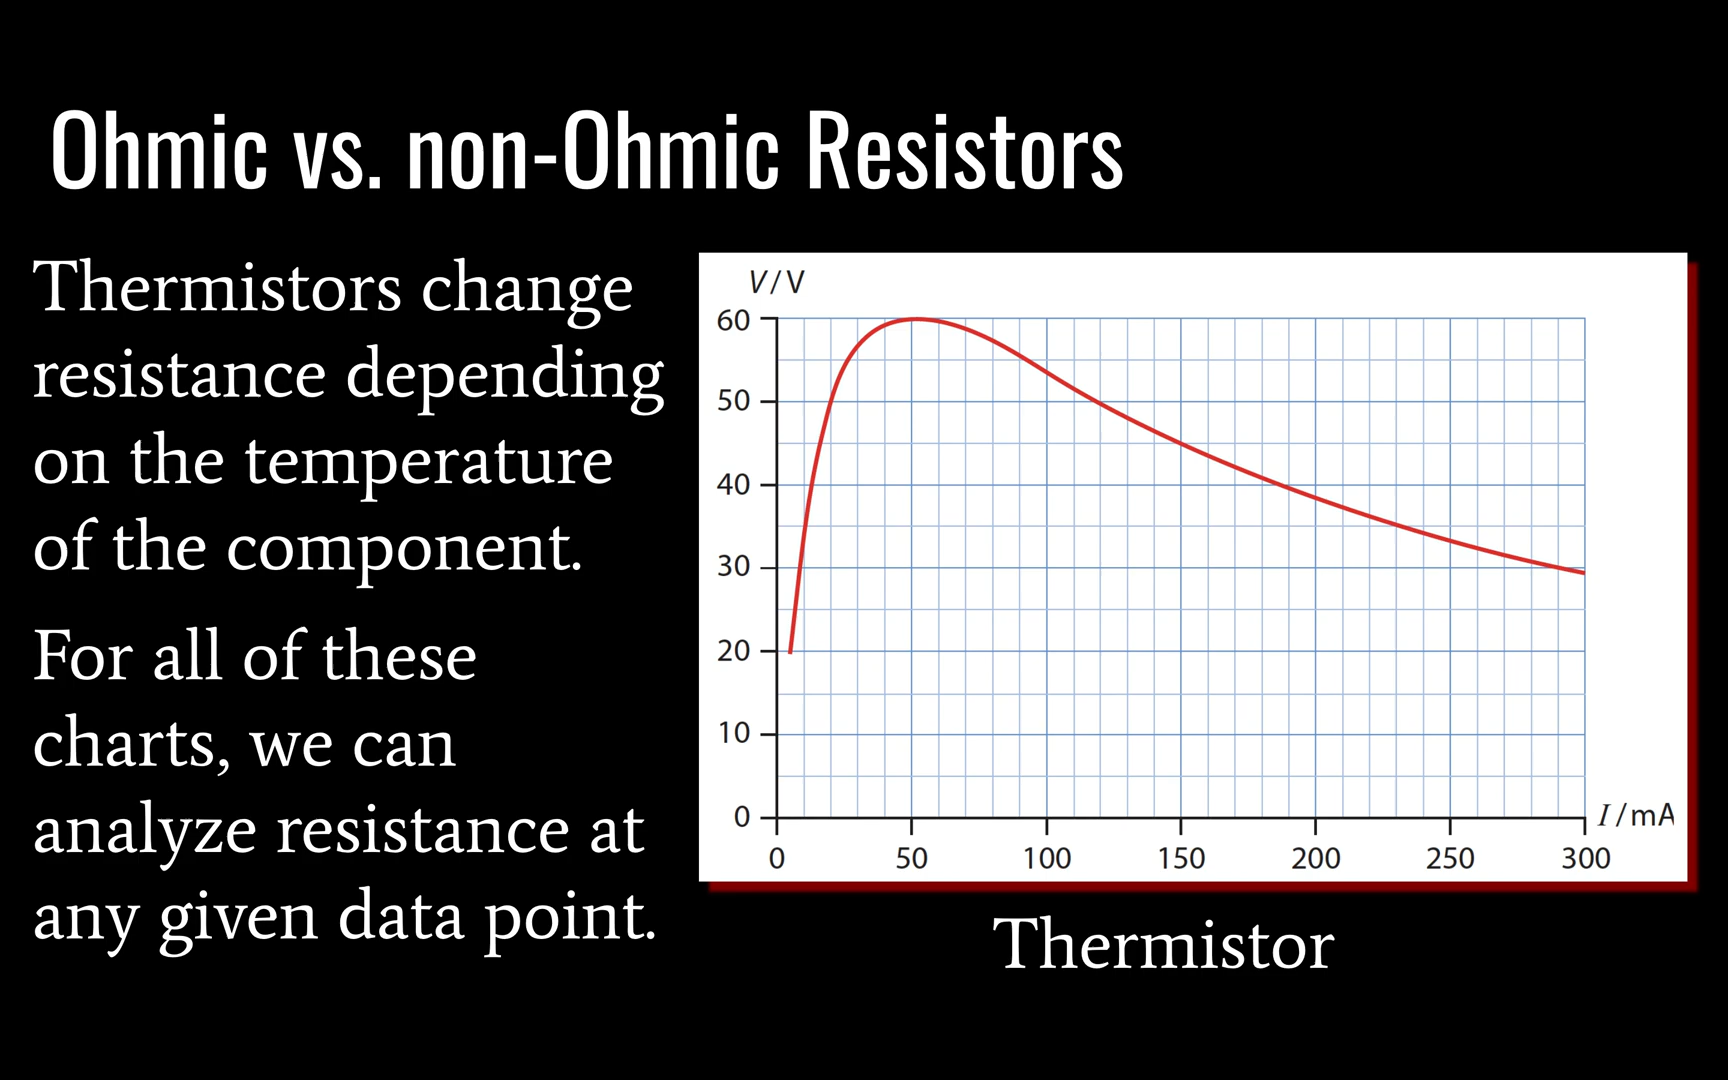 Ohmic vs. non-Ohmic Resistors
Thermistors change
resistance depending
on the temperature
of the component.
For all of these
charts, we can
analyze resistance at
any given data point.
V/V
60
50
40
30
20
10
0
0 50 100 150 200 250 300
I/mA
Thermistor